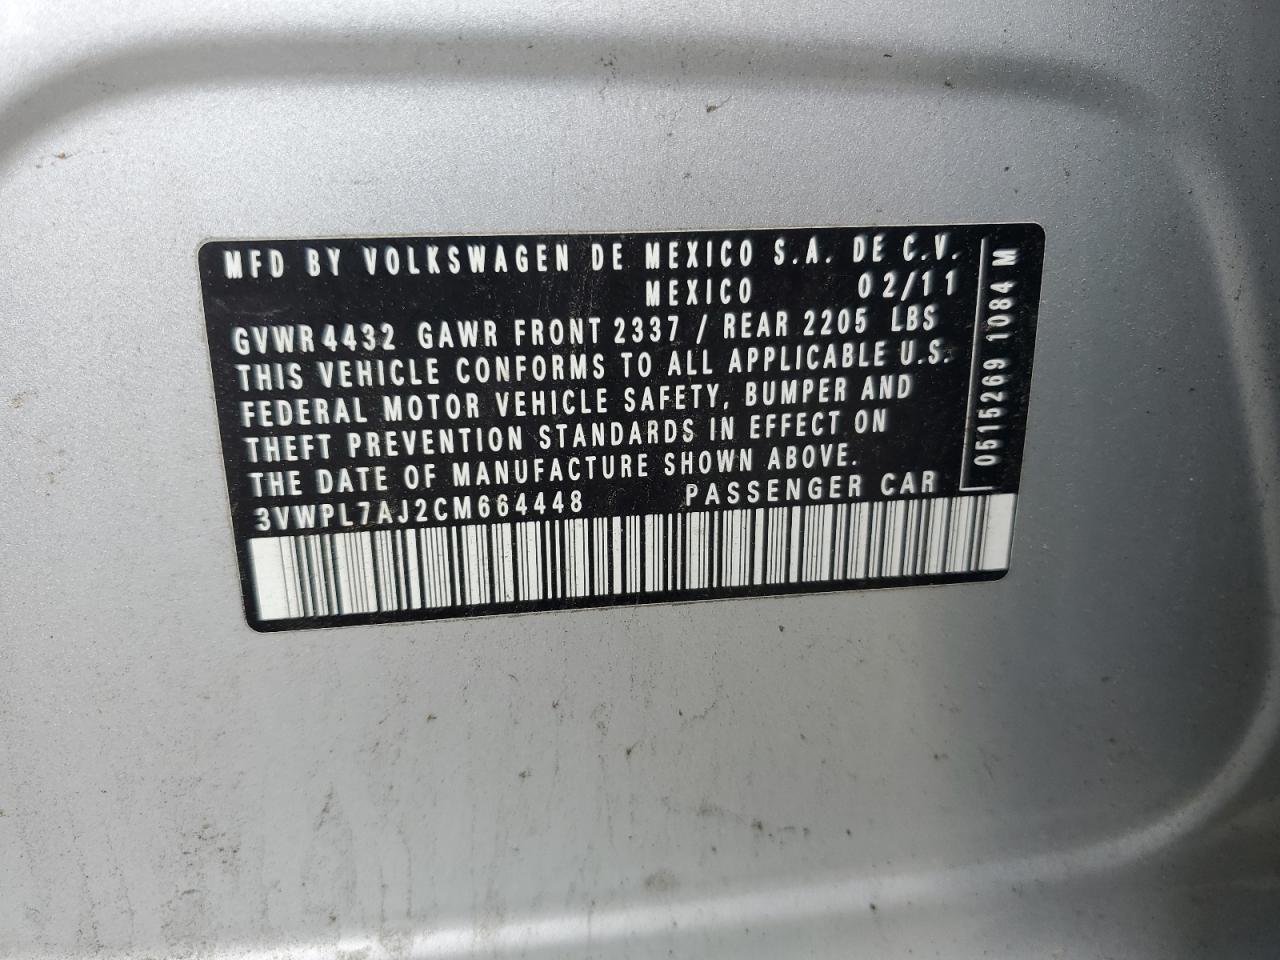 MFD BY VOLKSWAGEN DE MEXICO S.A. DE C.V.
MEXICO 02/11
GVWR4432 GAWR FRONT 2337 / REAR 2205 LBS
THIS VEHICLE CONFORMS TO ALL APPLICABLE U.S.
FEDERAL MOTOR VEHICLE SAFETY, BUMPER AND
THEFT PREVENTION STANDARDS IN EFFECT ON
THE DATE OF MANUFACTURE SHOWN ABOVE.
3VWPL7AJ2CM664448 PASSENGER CAR
0515269 1084 M